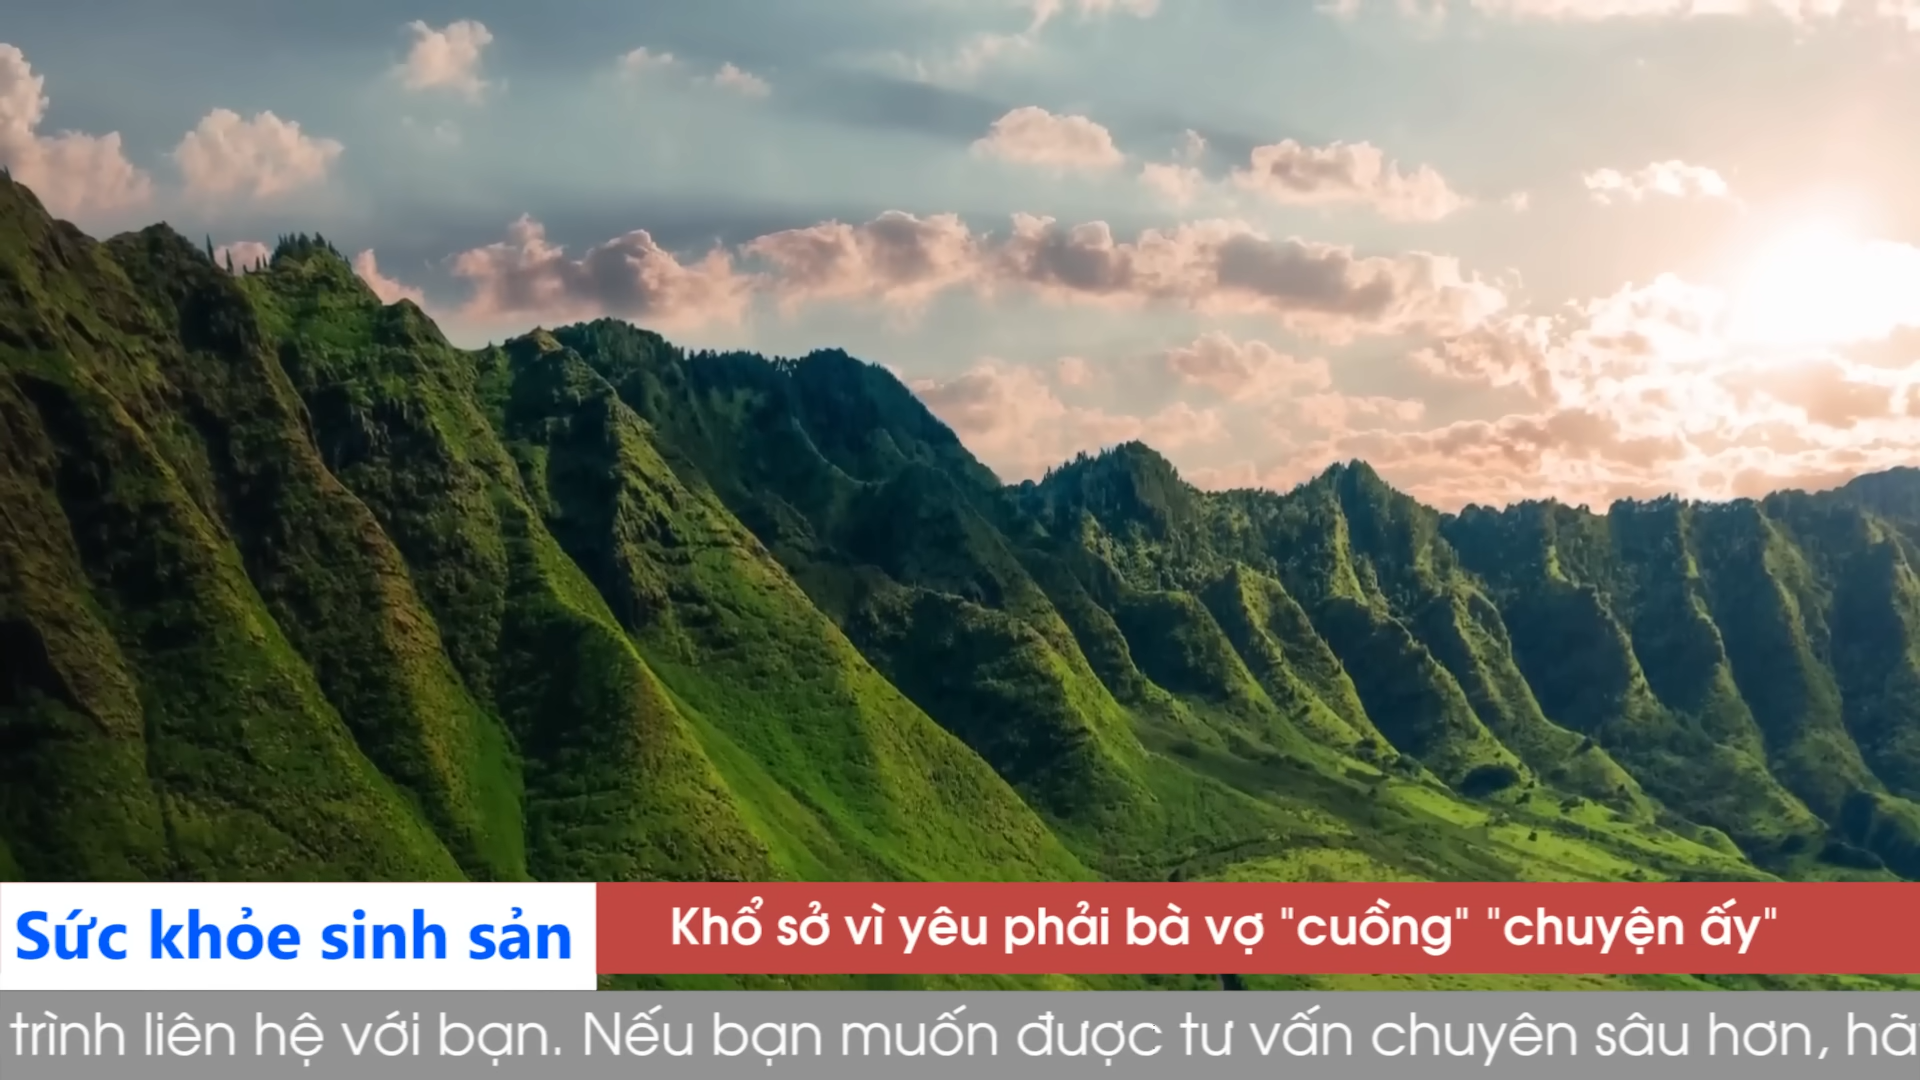 Sức khỏe sinh sản
Khổ sở vì yêu phải bà vợ "cuồng" "chuyện ấy"
trình liên hệ với bạn. Nếu bạn muốn được tư vấn chuyên sâu hơn, hã